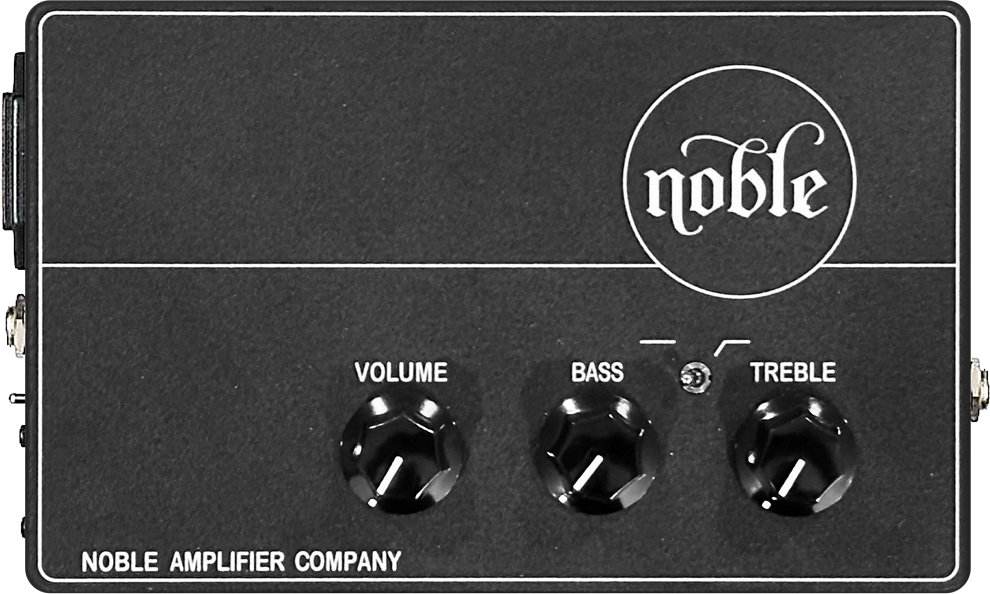 noble
VOLUME
BASS
TREBLE
NOBLE AMPLIFIER COMPANY